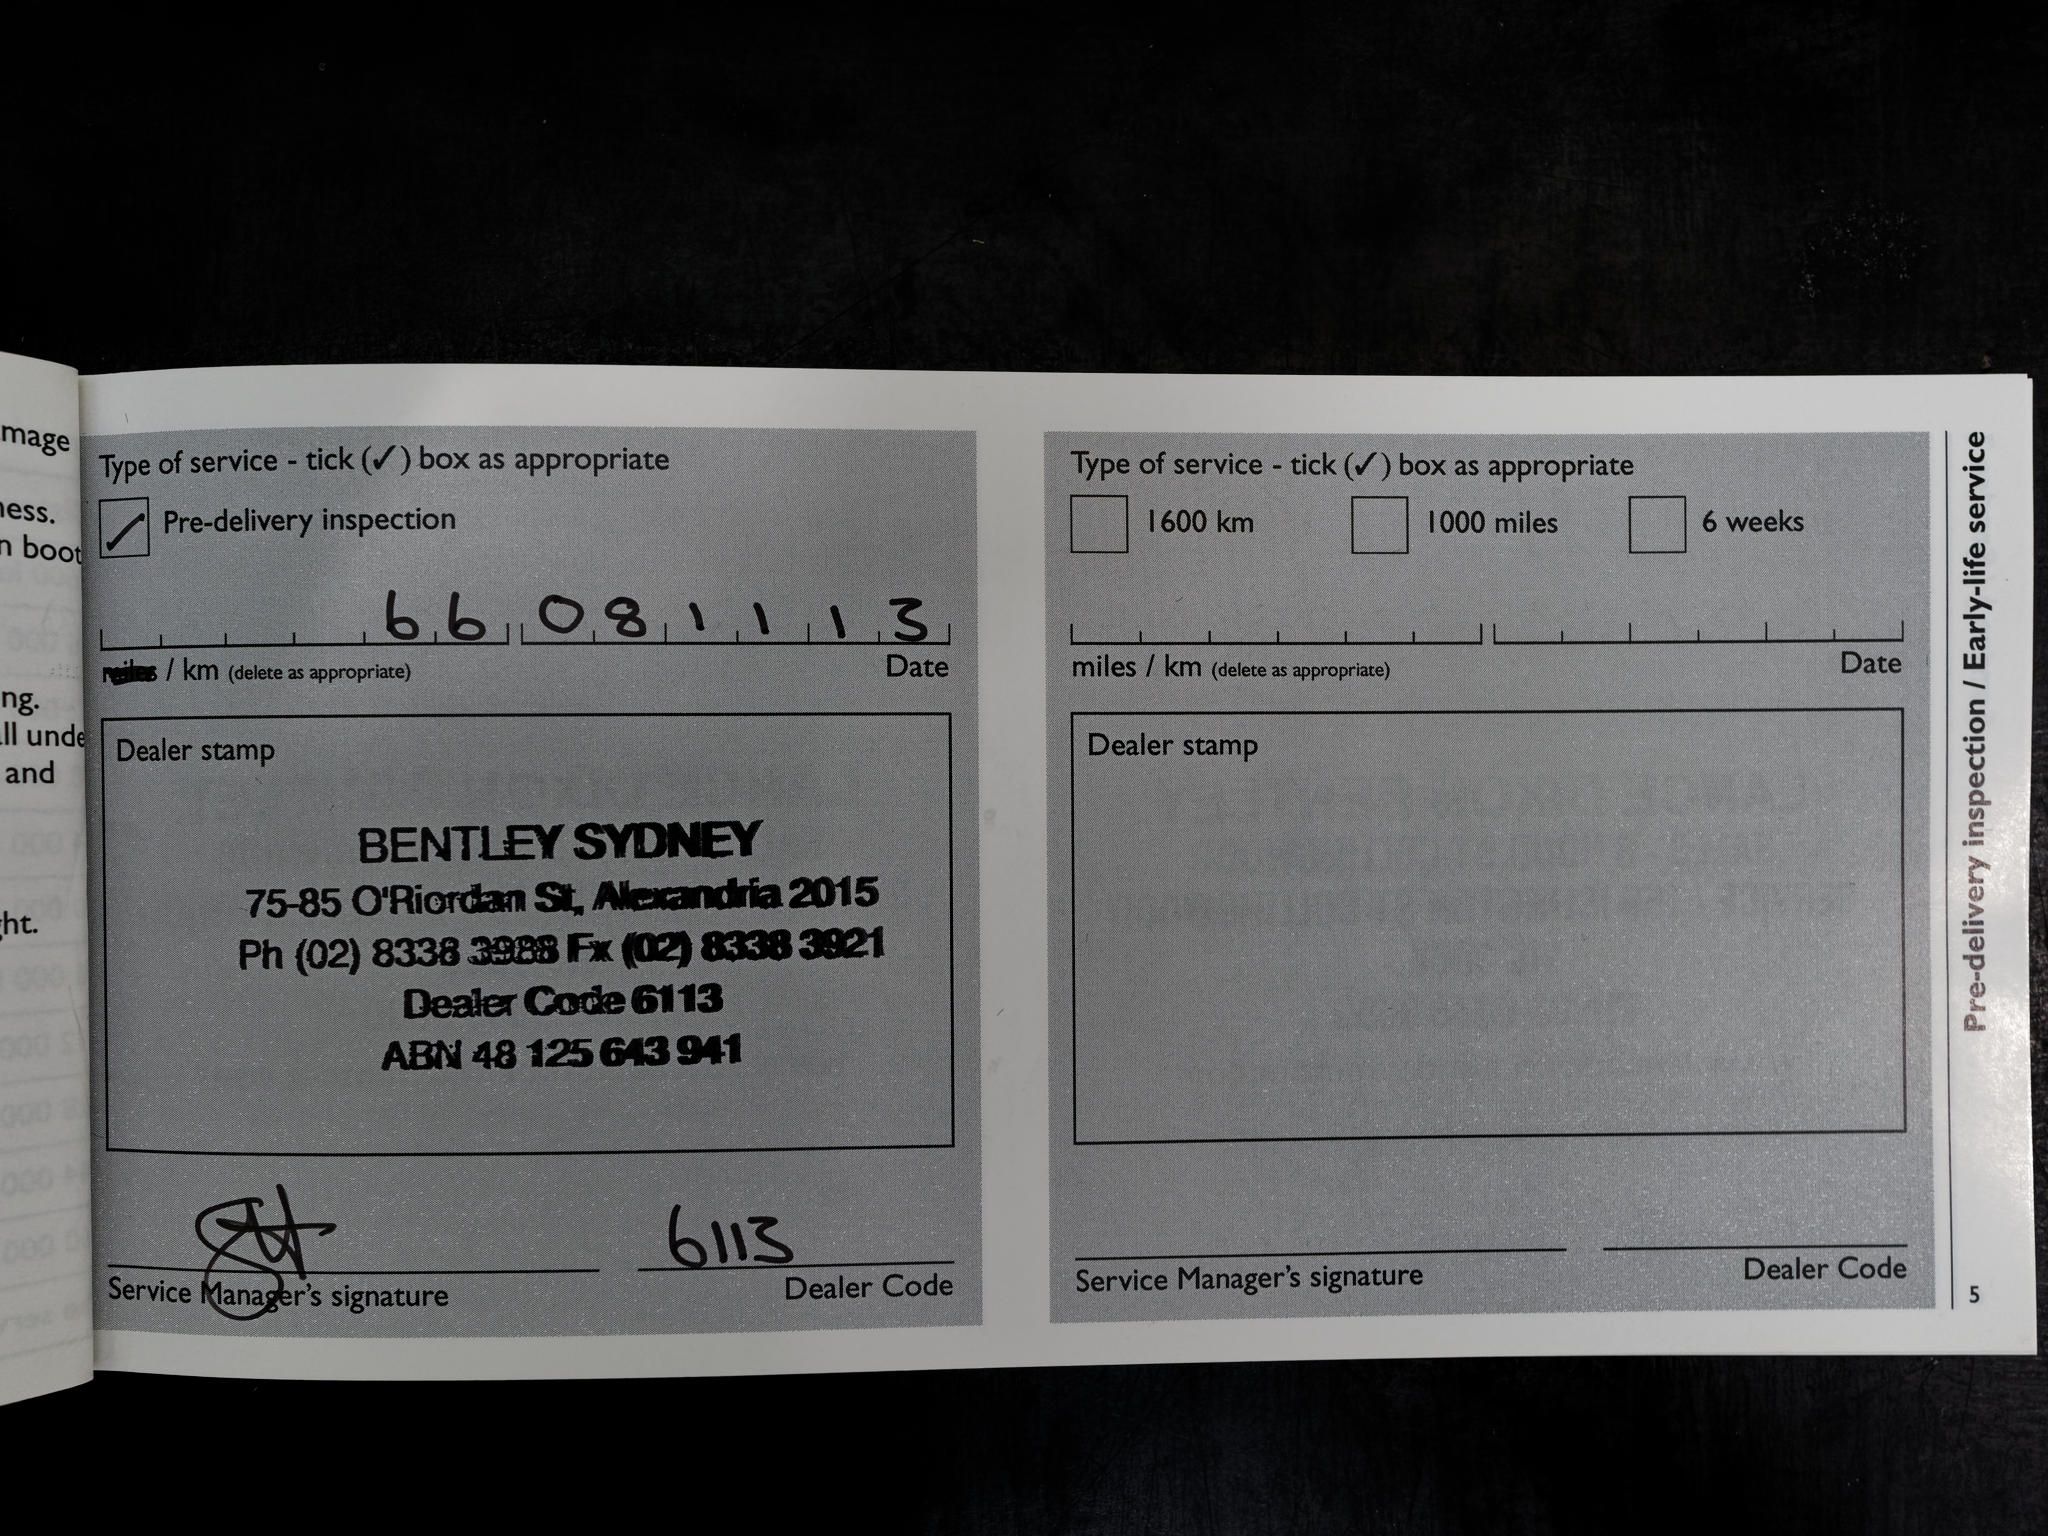 mage
ness.
n boot
ng.
ll unde
and
ht.
Type of service - tick (✓) box as appropriate
Pre-delivery inspection
66 081113
miles / km (delete as appropriate) Date
Dealer stamp
BENTLEY SYDNEY
75-85 O'Riordan St, Alexandria 2015
Ph (02) 8338 3988 Fx (02) 8338 3921
Dealer Code 6113
ABN 48 125 643 941
6113
Service Manager's signature Dealer Code
Type of service - tick (✓) box as appropriate
1600 km 1000 miles 6 weeks
miles / km (delete as appropriate) Date
Dealer stamp
Service Manager's signature Dealer Code
Pre-delivery inspection / Early-life service
5